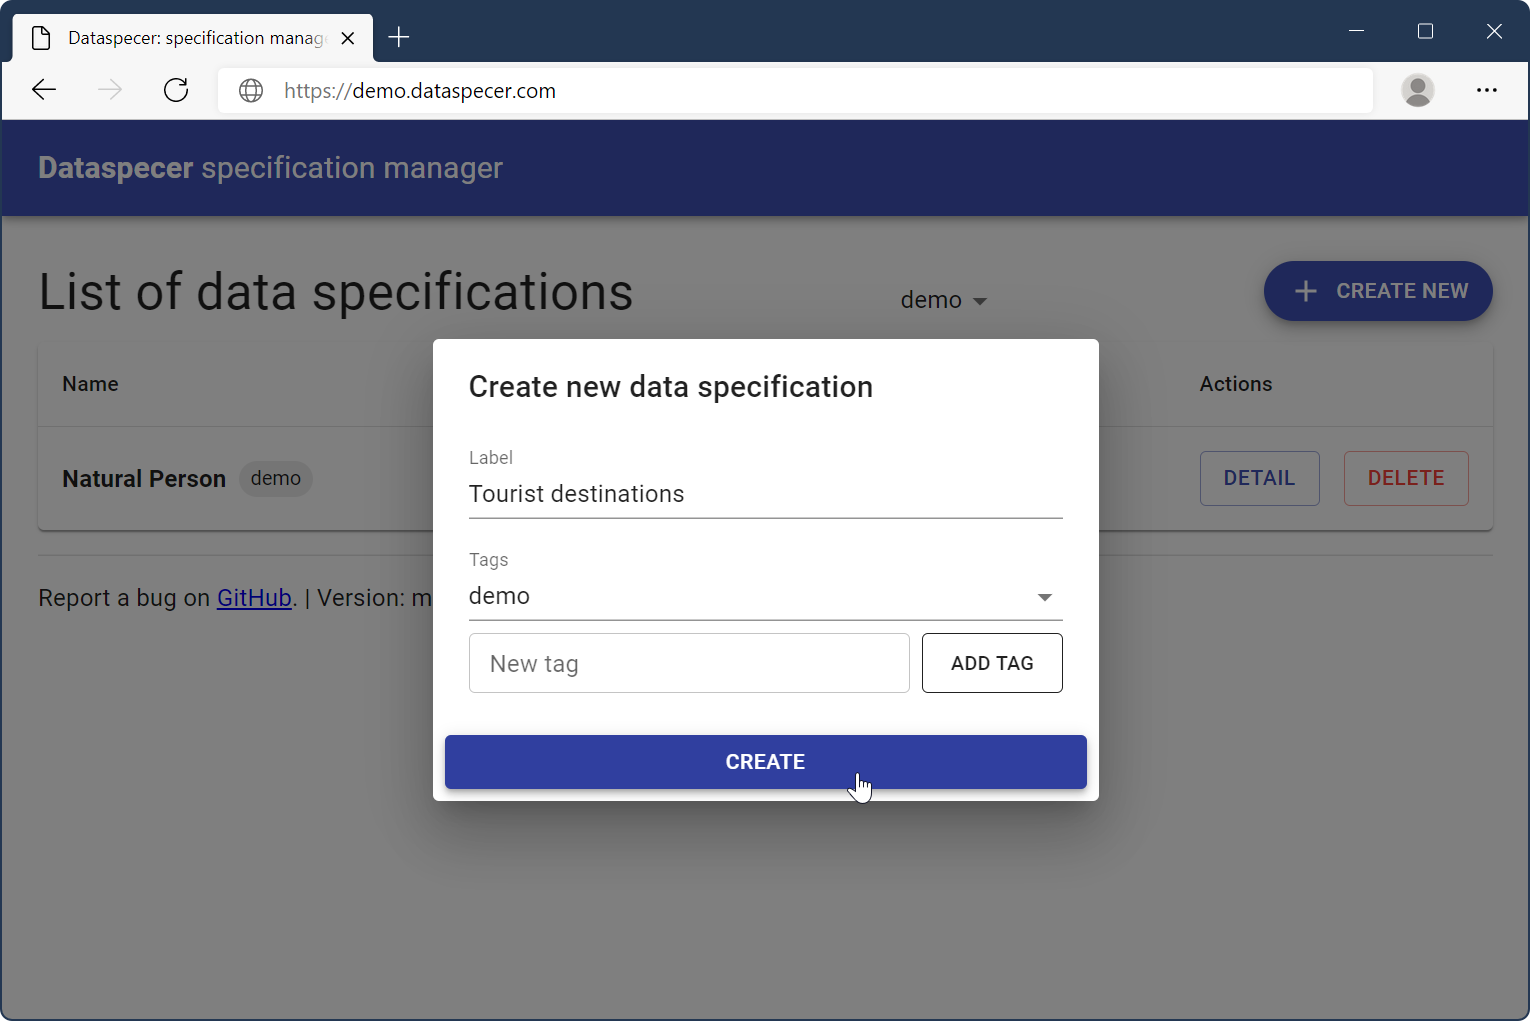 Dataspecer: specification manag
https://demo.dataspecer.com
Dataspecer specification manager
List of data specifications
demo
CREATE NEW
Name
Actions
Natural Person demo
DETAIL
DELETE
Report a bug on GitHub. | Version: m
Create new data specification
Label
Tourist destinations
Tags
demo
New tag
ADD TAG
CREATE